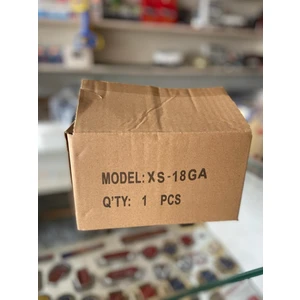 MODEL: XS-18GA
Q'TY: 1 PCS